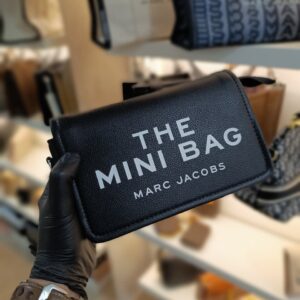 THE
MINI BAG
MARC JACOBS